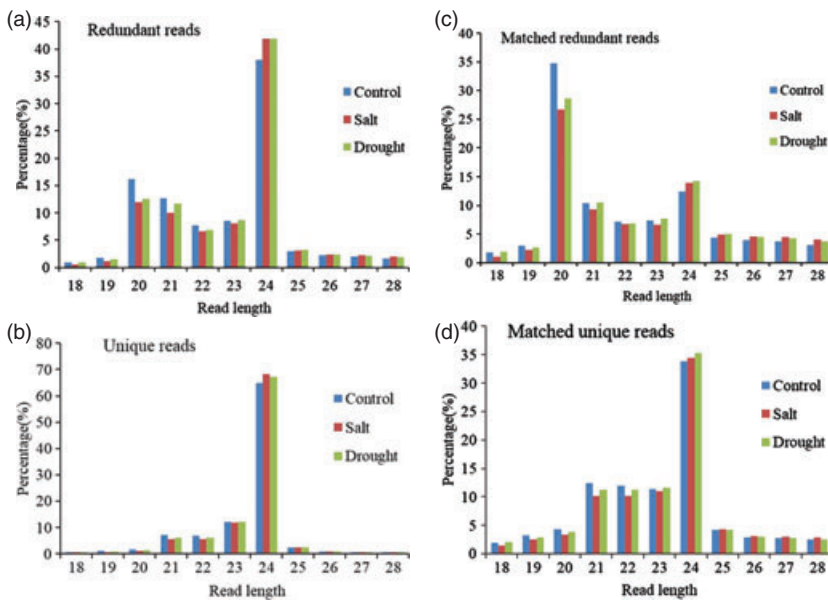 (a)
Redundant reads
Percentage(%)
45
40
35
30
25
20
15
10
5
0
18 19 20 21 22 23 24 25 26 27 28
Read length
Control
Salt
Drought
(b)
Unique reads
Percentage(%)
80
70
60
50
40
30
20
10
0
18 19 20 21 22 23 24 25 26 27 28
Read length
Control
Salt
Drought
(c)
Matched redundant reads
Percentage(%)
40
35
30
25
20
15
10
5
0
18 19 20 21 22 23 24 25 26 27 28
Read length
Control
Salt
Drought
(d)
Matched unique reads
Percentage(%)
40
35
30
25
20
15
10
5
0
18 19 20 21 22 23 24 25 26 27 28
Read length
Control
Salt
Drought